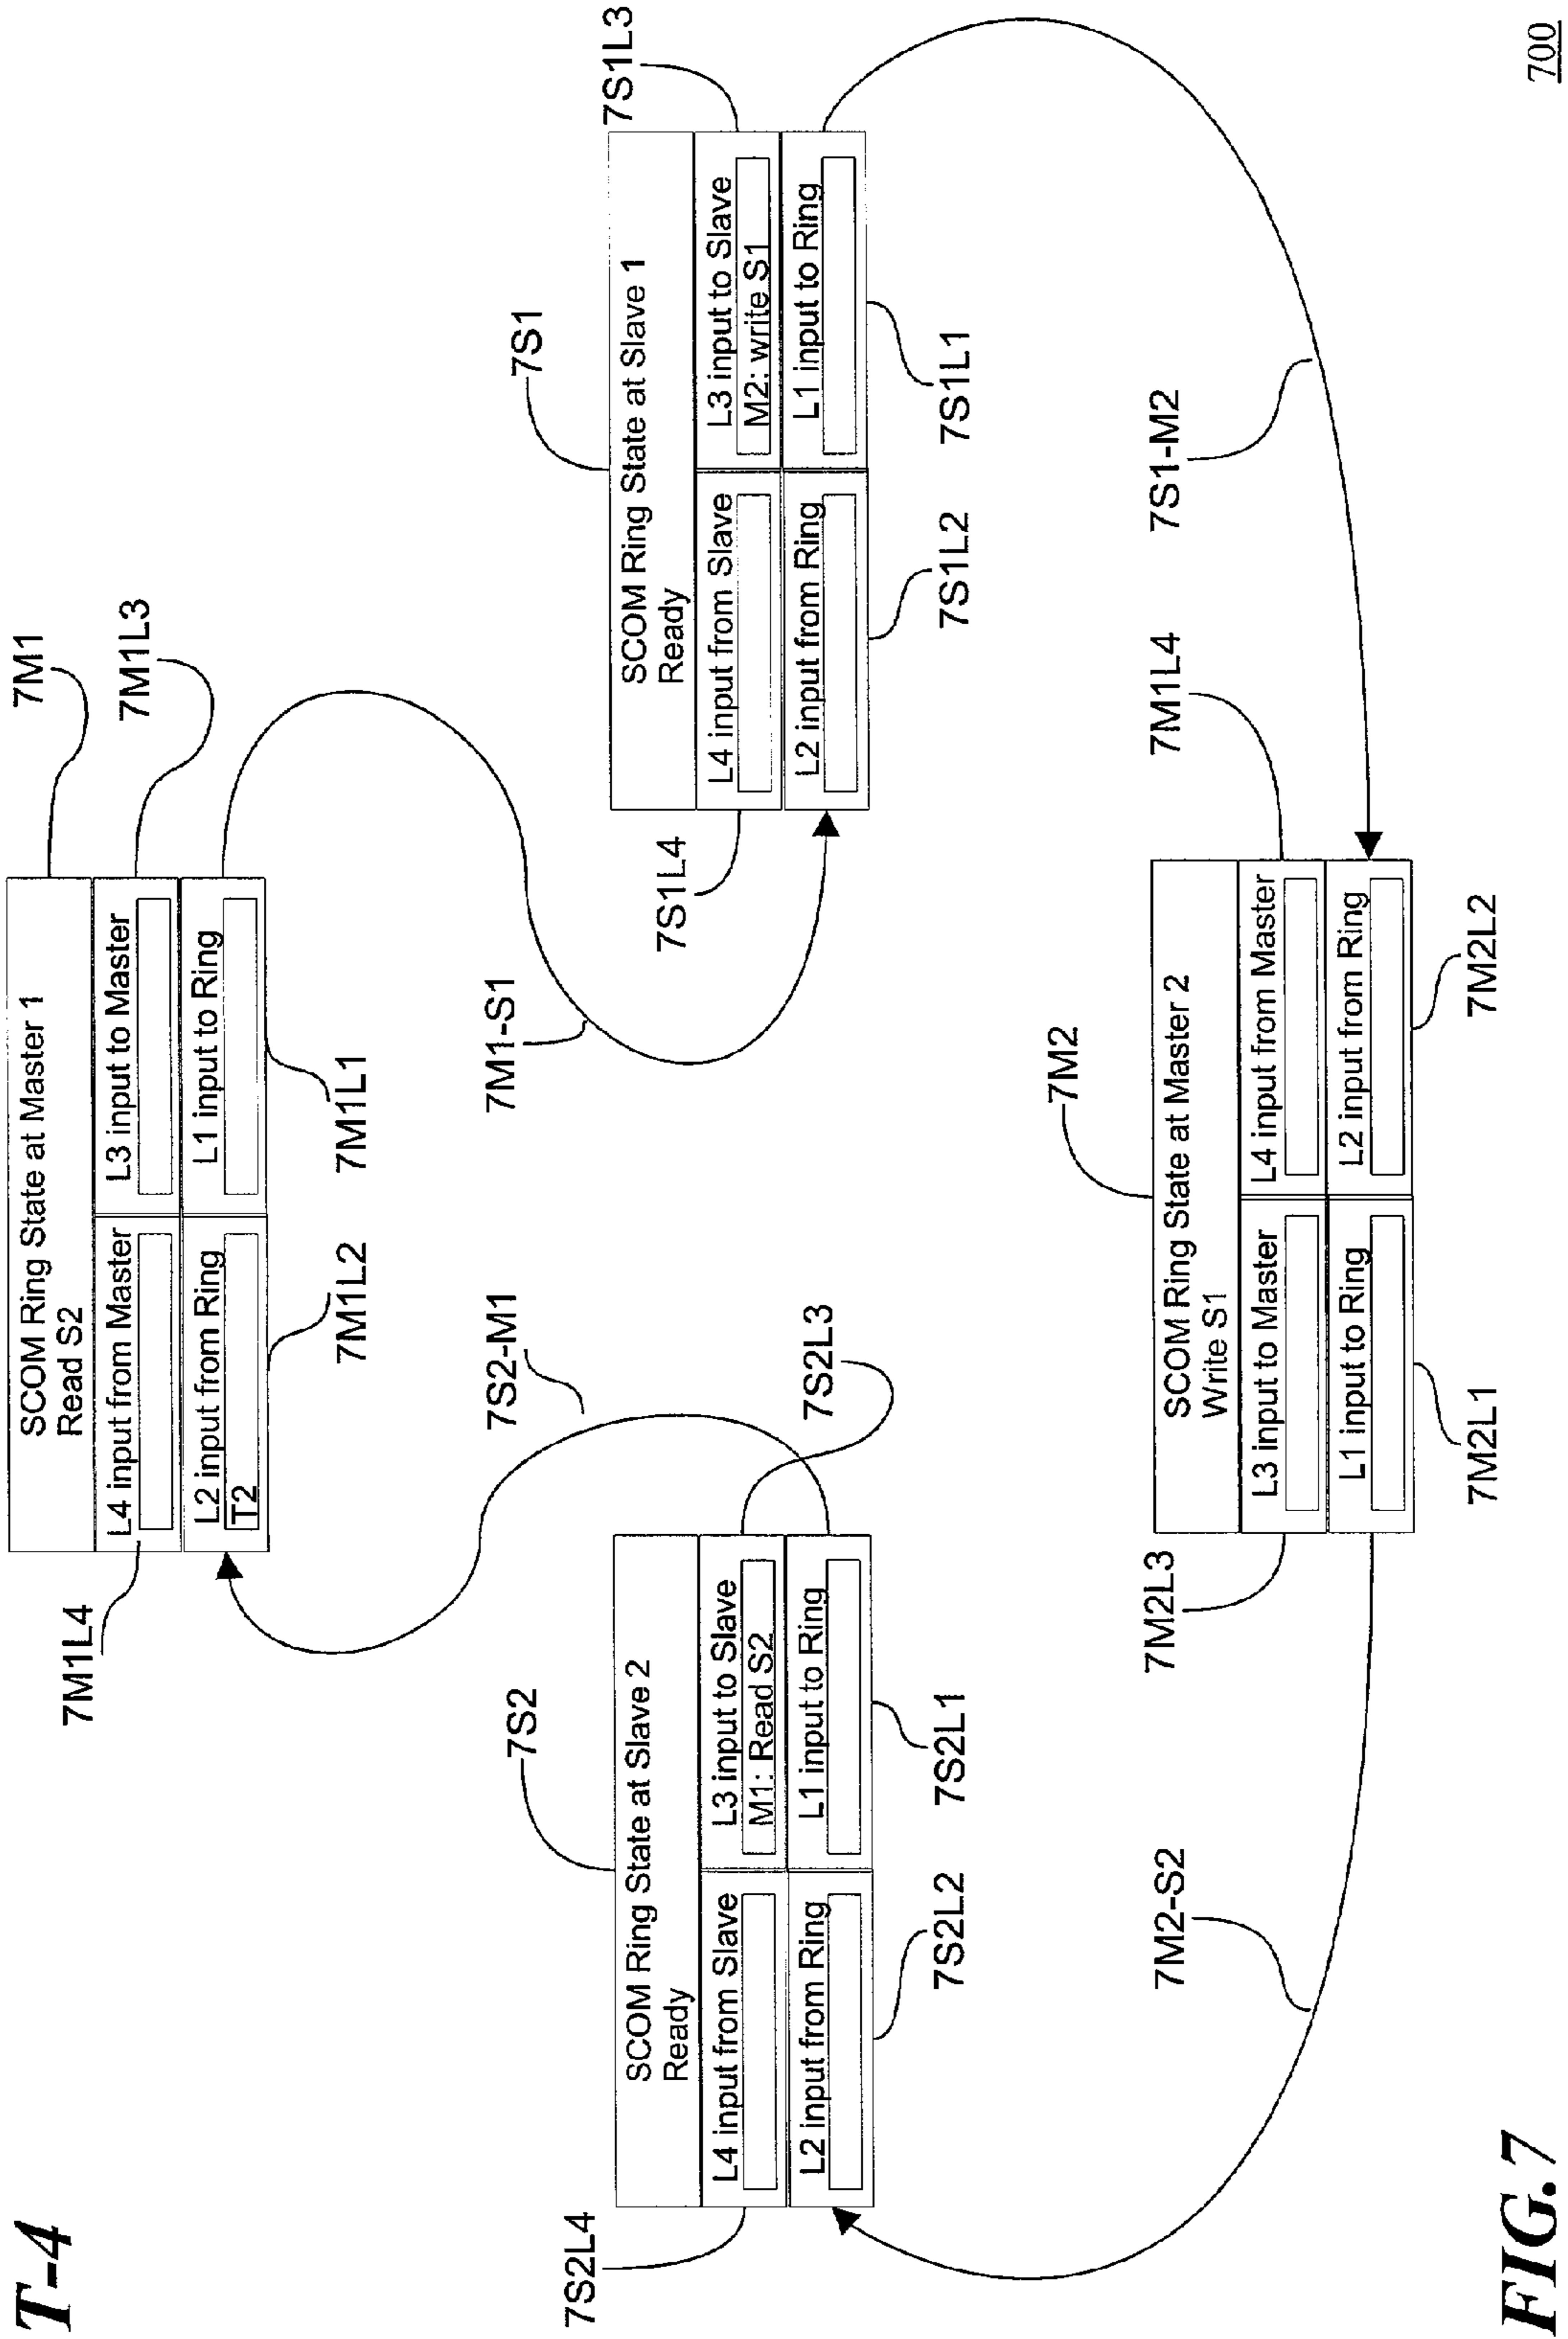 T-4
7M1
SCOM Ring State at Master 1
Read S2
7M1L4
L4 input from Master
L3 input to Master
7M1L3
L2 input from Ring
T2
L1 input to Ring
7M1L2
7M1L1
7S2-M1
7M1-S1
7S2
SCOM Ring State at Slave 2
Ready
7S2L4
L4 input from Slave
L3 input to Slave
M1: Read S2
7S2L3
L2 input from Ring
L1 input to Ring
7S2L2
7S2L1
7S1
SCOM Ring State at Slave 1
Ready
7S1L4
L4 input from Slave
L3 input to Slave
M2: write S1
7S1L3
L2 input from Ring
L1 input to Ring
7S1L2
7S1L1
7M2-S2
7S1-M2
7M2
SCOM Ring State at Master 2
Write S1
7M2L3
L3 input to Master
L4 input from Master
7M1L4
L1 input to Ring
L2 input from Ring
7M2L1
7M2L2
FIG.7
700